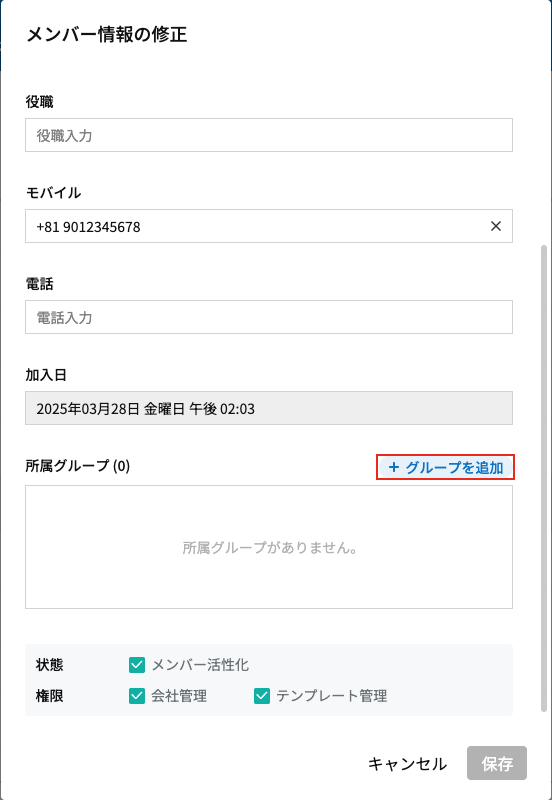 メンバー情報の修正
役職
役職入力
モバイル
+81 9012345678
電話
電話入力
加入日
2025年03月28日 金曜日 午後 02:03
所属グループ (0) + グループを追加
所属グループがありません。
状態 メンバー活性化
権限 会社管理 テンプレート管理
キャンセル 保存